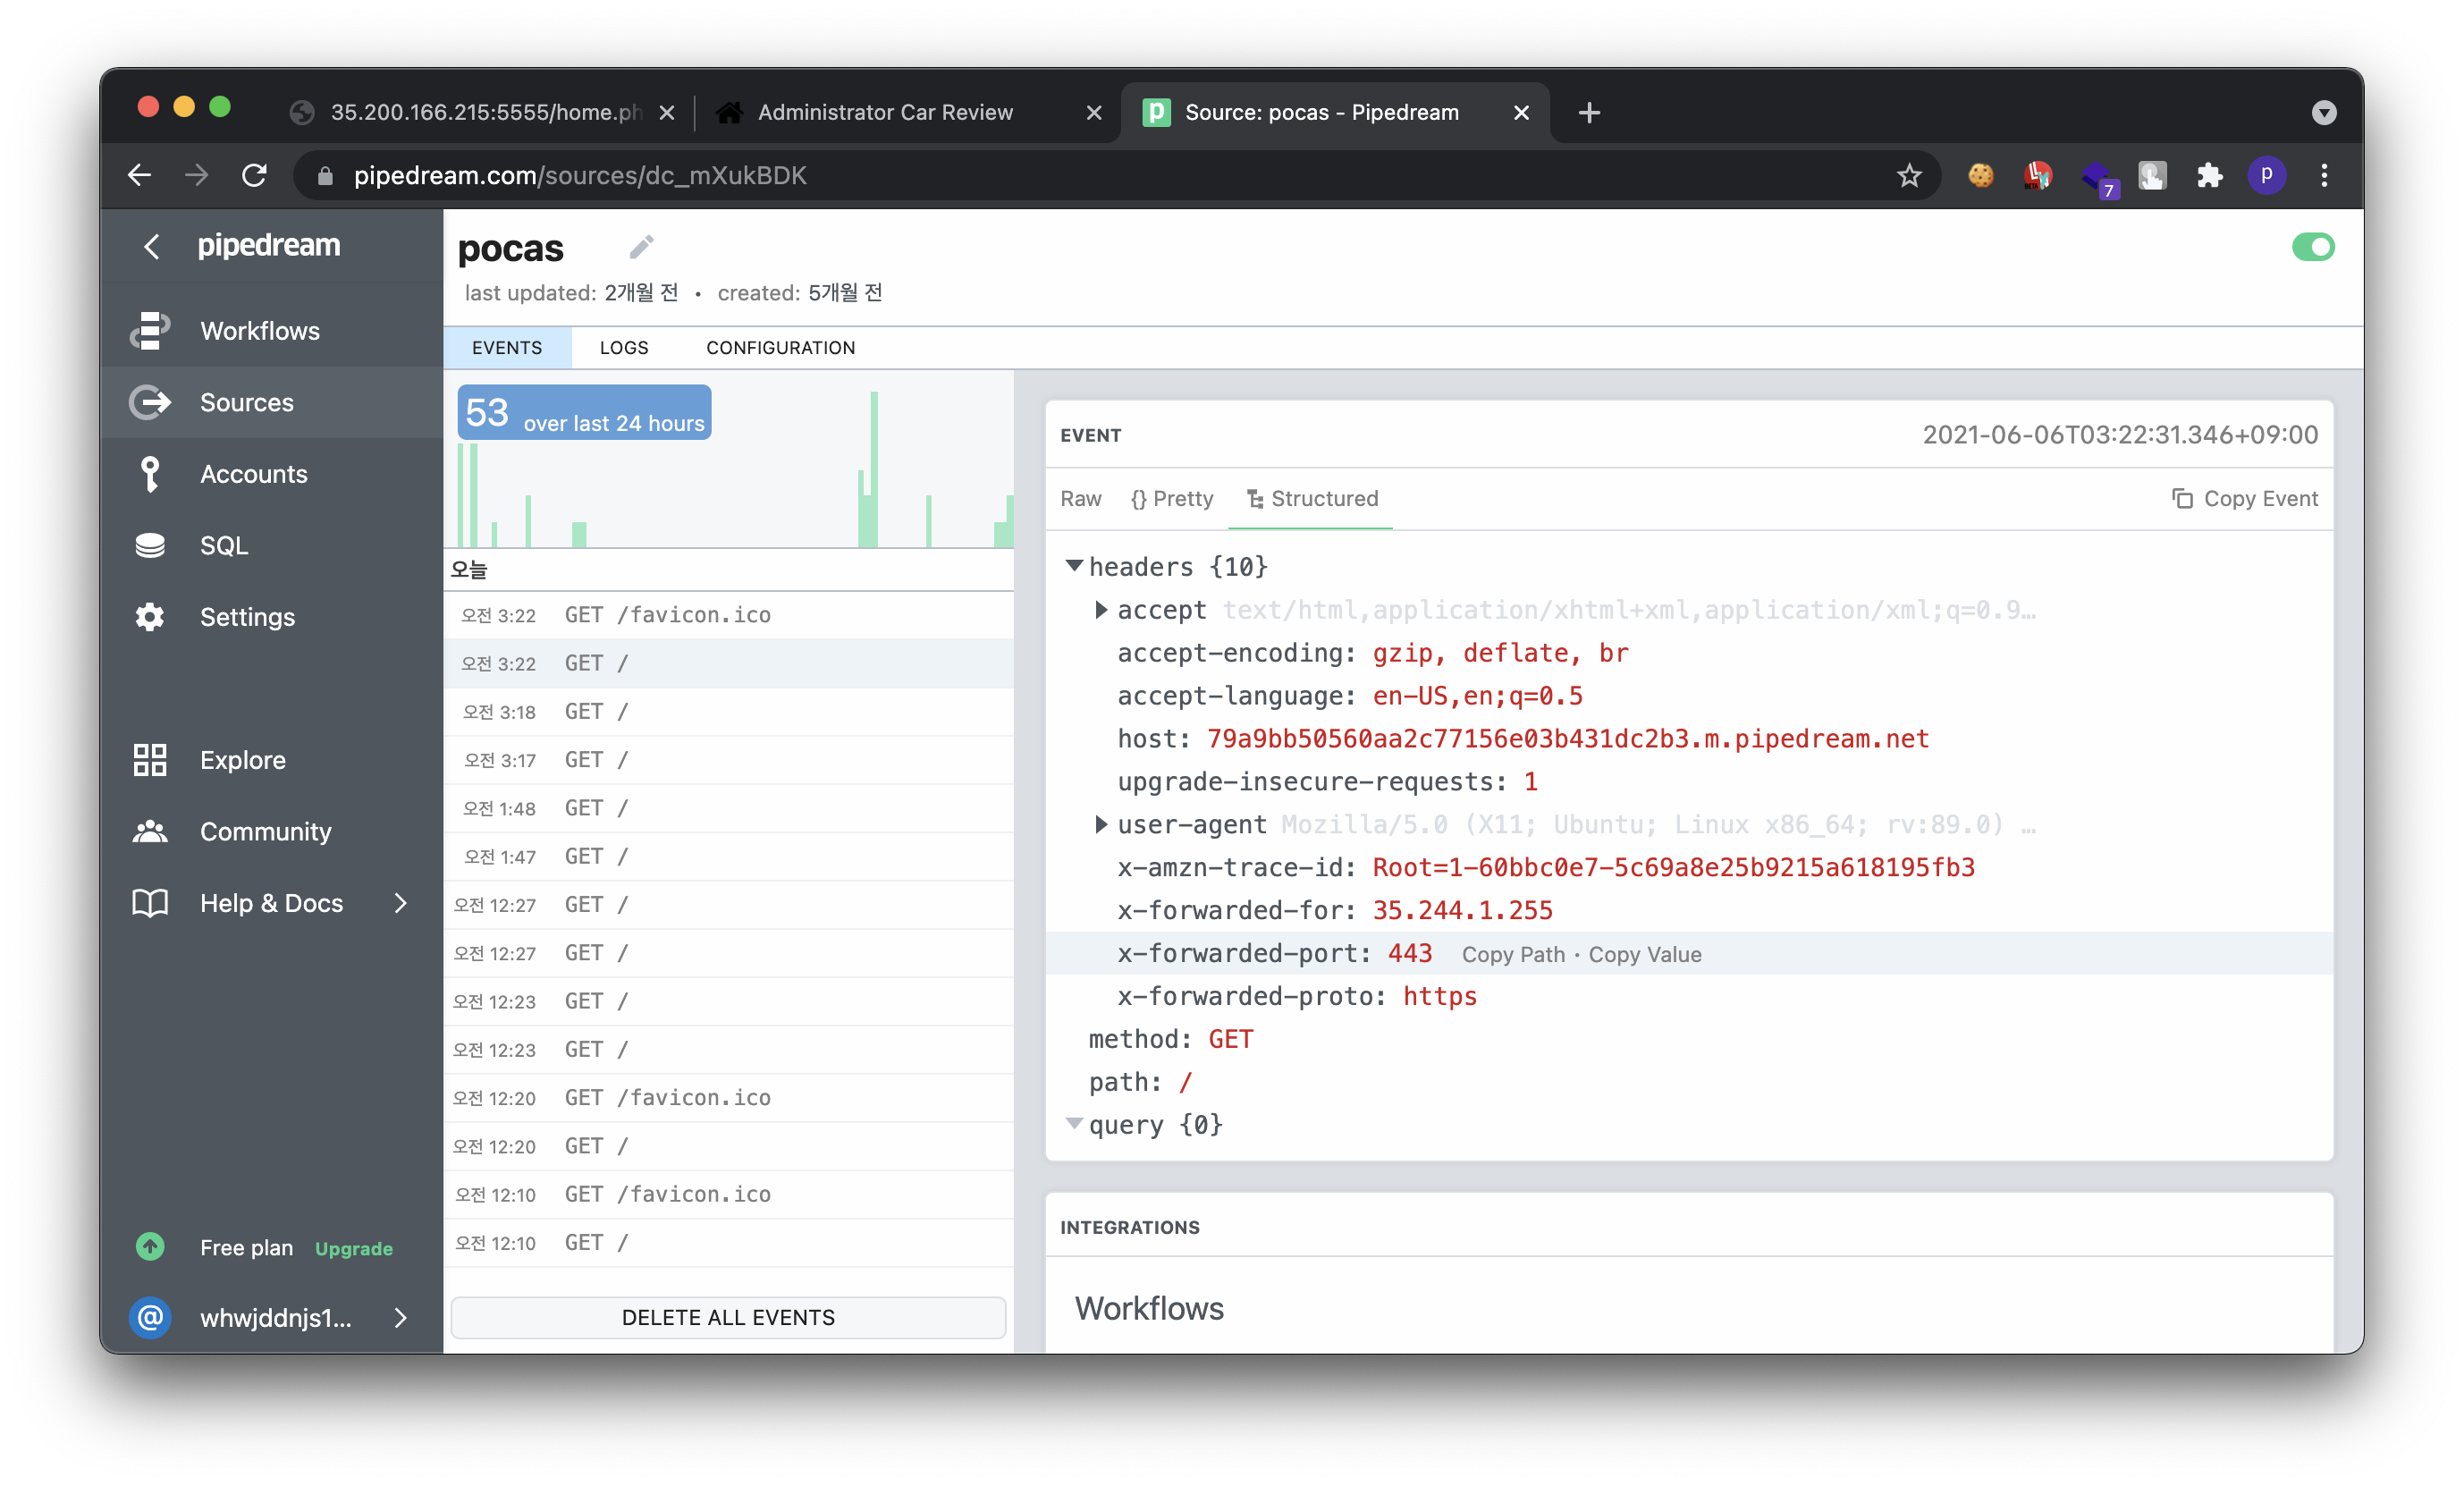 35.200.166.215:5555/home.ph
Administrator Car Review
Source: pocas - Pipedream
pipedream.com/sources/dc_mXukBDK
7
p
pipedream
Workflows
Sources
Accounts
SQL
Settings
Explore
Community
Help & Docs
Free plan Upgrade
@ whwjddnjs1...
pocas
last updated: 2개월 전 • created: 5개월 전
EVENTS
LOGS
CONFIGURATION
53 over last 24 hours
오늘
오전 3:22 GET /favicon.ico
오전 3:22 GET /
오전 3:18 GET /
오전 3:17 GET /
오전 1:48 GET /
오전 1:47 GET /
오전 12:27 GET /
오전 12:27 GET /
오전 12:23 GET /
오전 12:23 GET /
오전 12:20 GET /favicon.ico
오전 12:20 GET /
오전 12:10 GET /favicon.ico
오전 12:10 GET /
DELETE ALL EVENTS
EVENT 2021-06-06T03:22:31.346+09:00
Raw {} Pretty Structured Copy Event
headers {10}
accept text/html,application/xhtml+xml,application/xml;q=0.9…
accept-encoding: gzip, deflate, br
accept-language: en-US,en;q=0.5
host: 79a9bb50560aa2c77156e03b431dc2b3.m.pipedream.net
upgrade-insecure-requests: 1
user-agent Mozilla/5.0 (X11; Ubuntu; Linux x86_64; rv:89.0) …
x-amzn-trace-id: Root=1-60bbc0e7-5c69a8e25b9215a618195fb3
x-forwarded-for: 35.244.1.255
x-forwarded-port: 443 Copy Path • Copy Value
x-forwarded-proto: https
method: GET
path: /
query {0}
INTEGRATIONS
Workflows